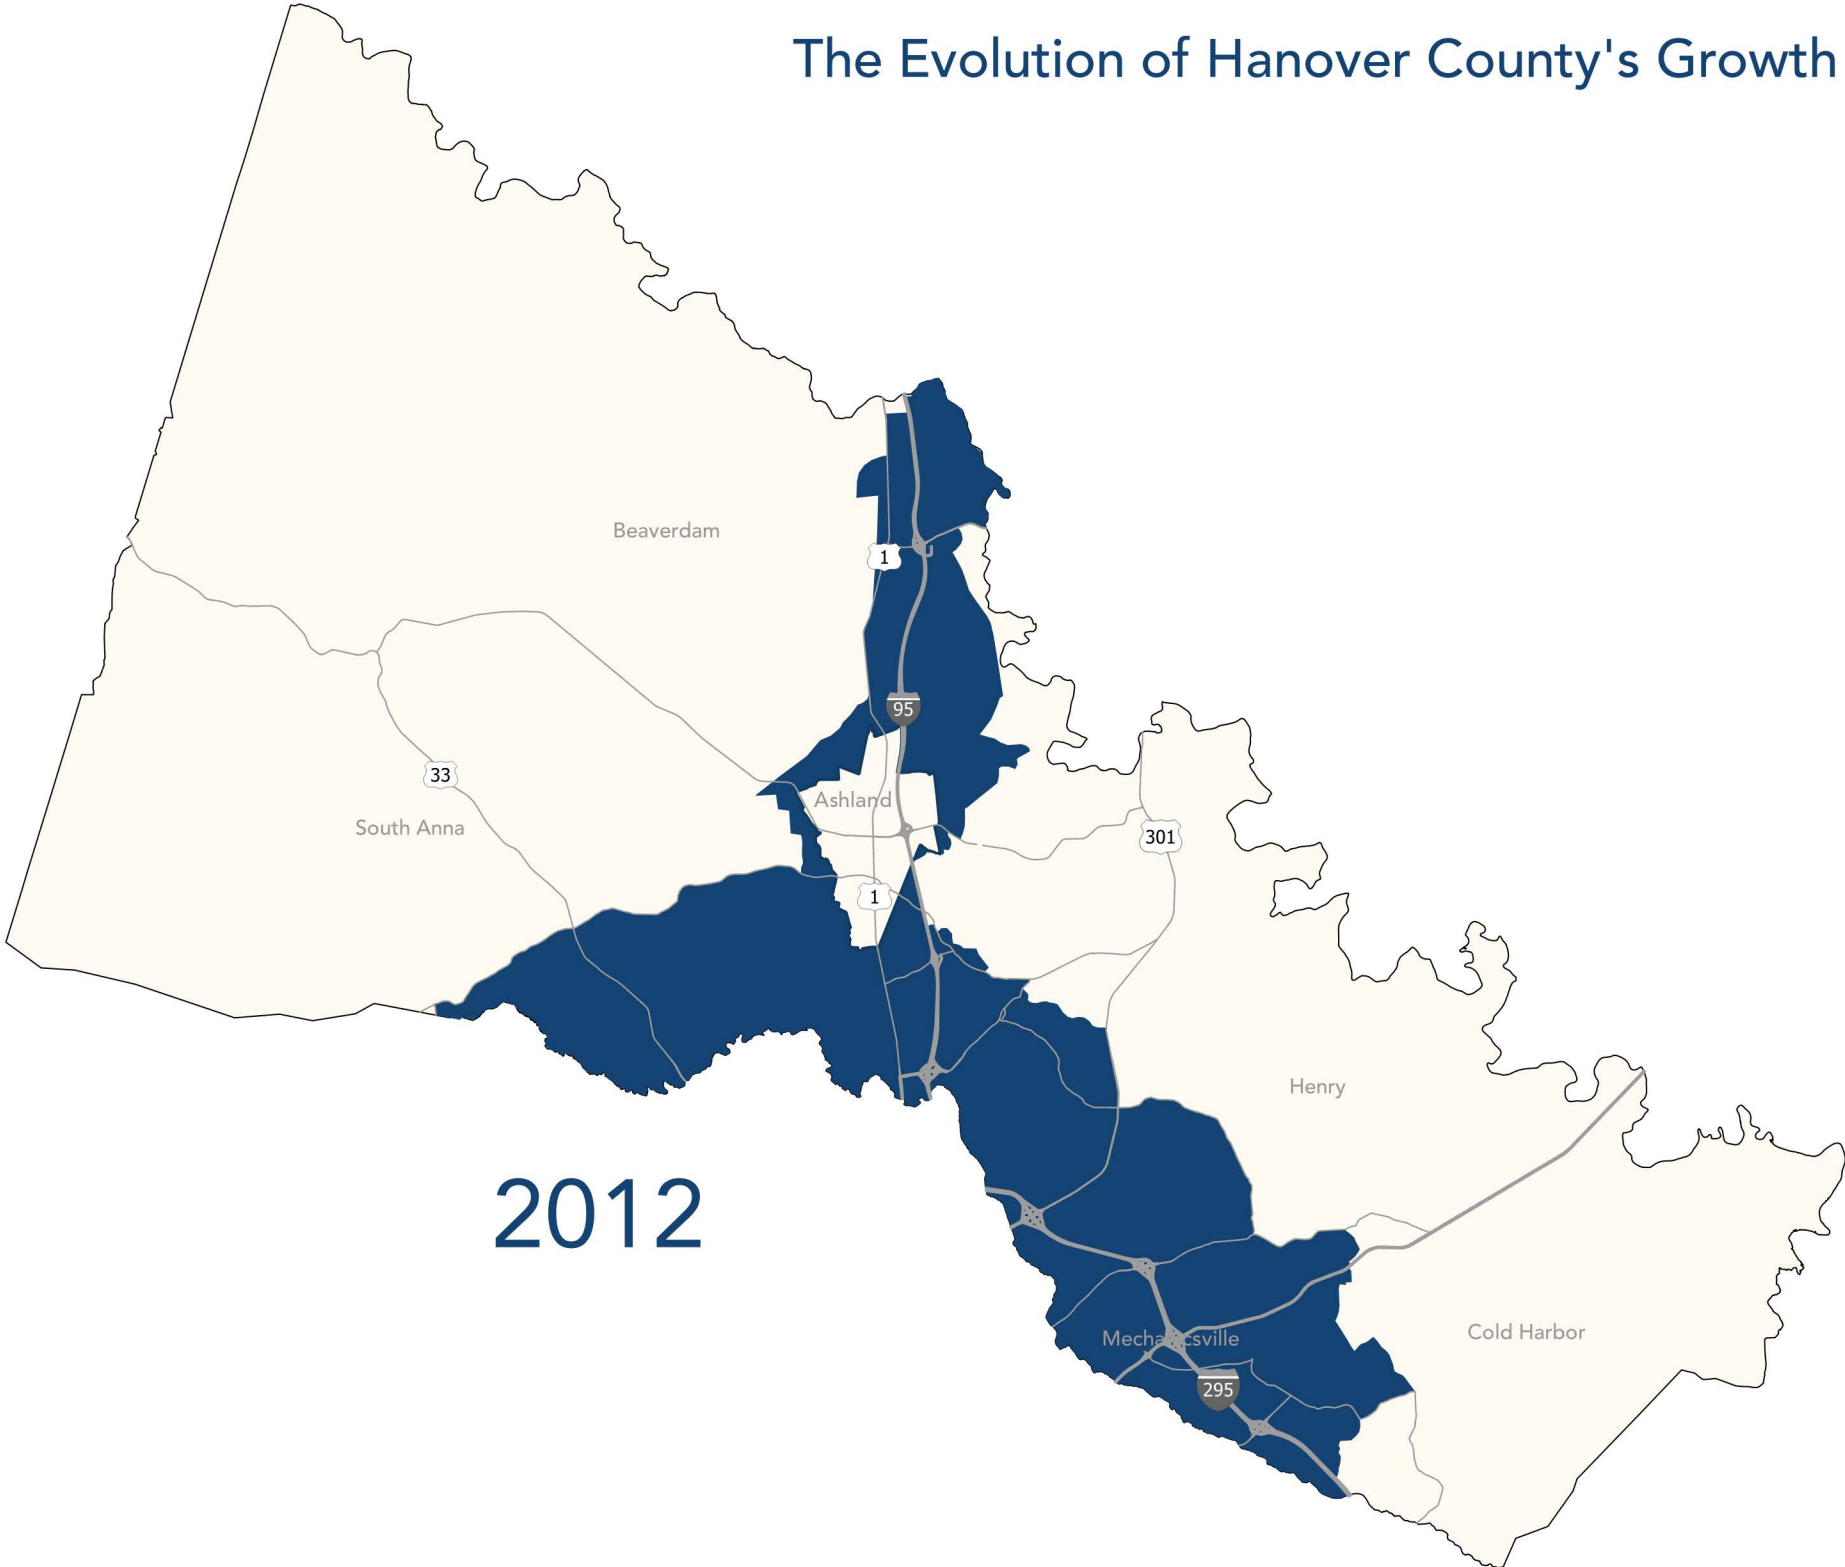 The Evolution of Hanover County's Growth
Beaverdam
1
95
33
Ashland
South Anna
301
1
Henry
2012
Cold Harbor
295